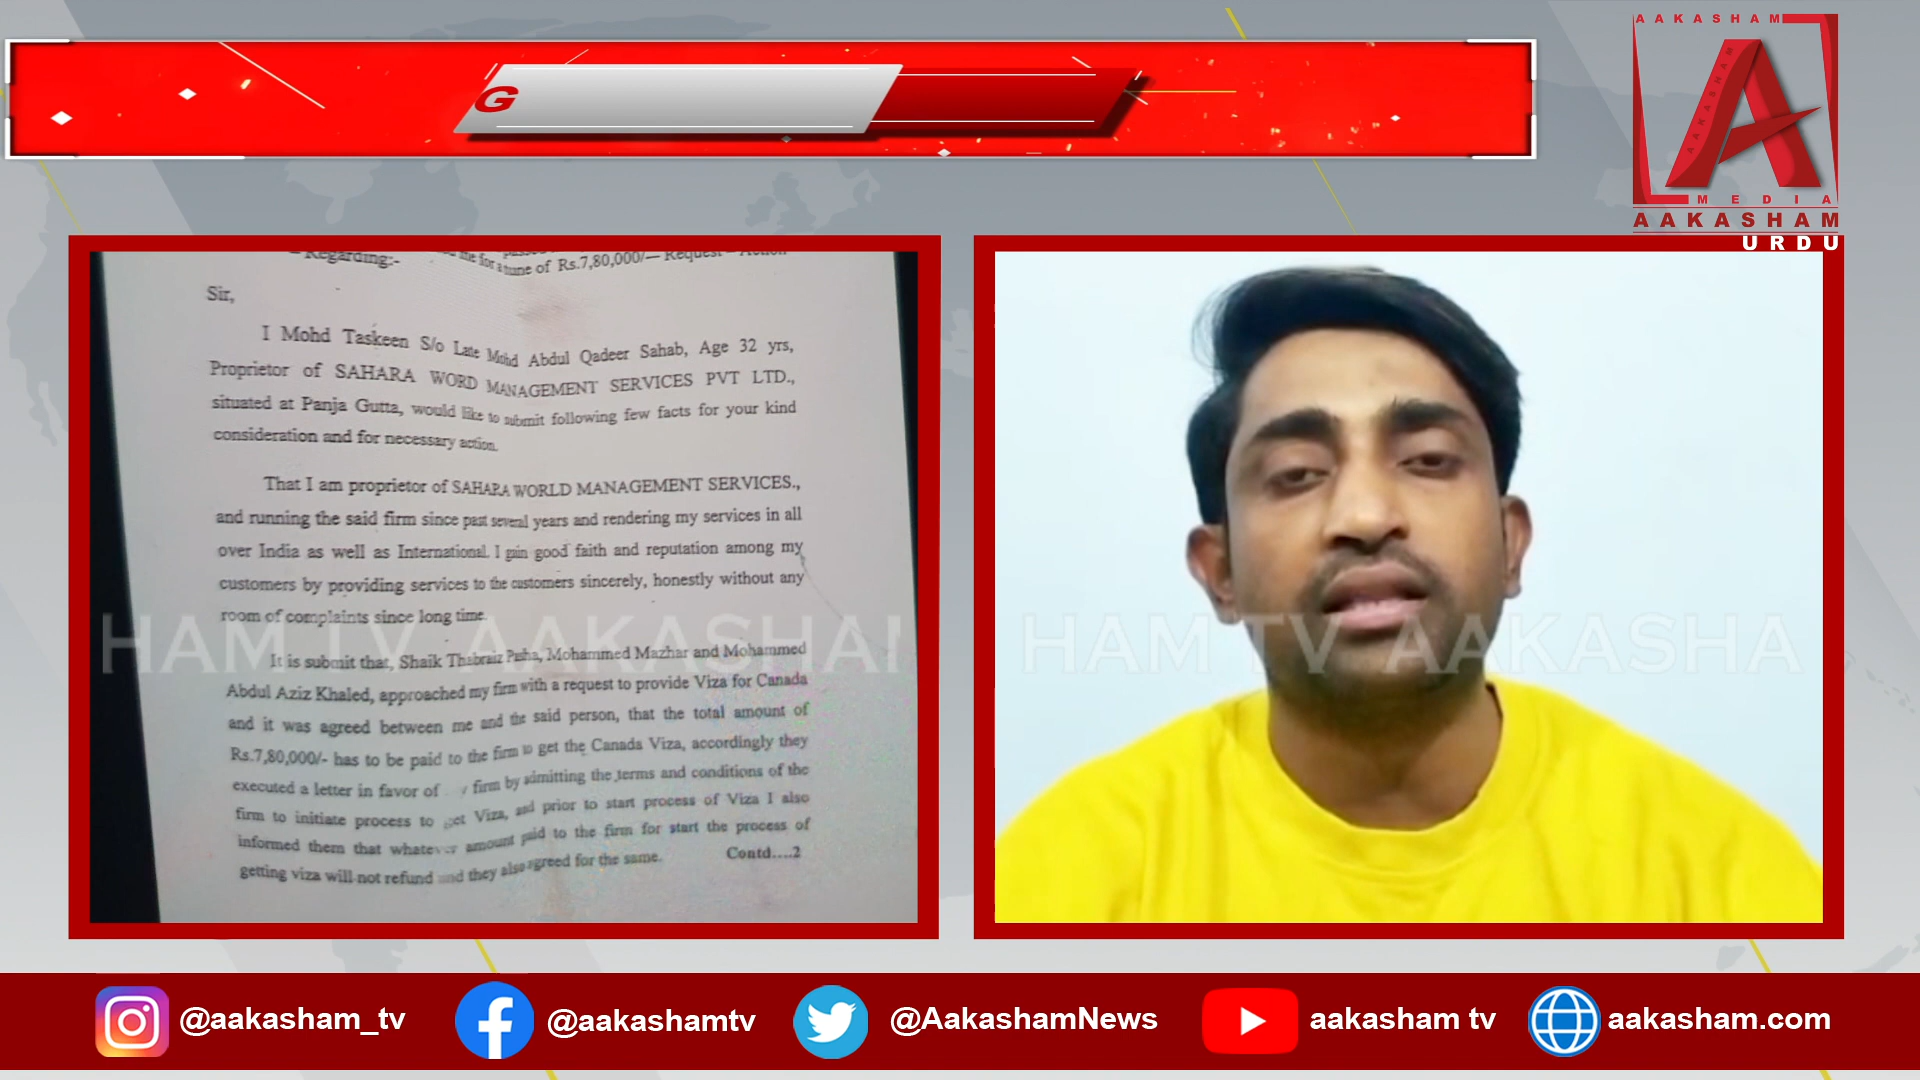 AAKASHAM
AAKASHAM
MEDIA
AAKASHAM
URDU
G
Regarding:-
me for a tune of Rs.7,80,000/— Request – Action
Sir,
I Mohd Taskeen S/o Late Mohd Abdul Qadeer Sahab, Age 32 yrs,
Proprietor of SAHARA WORD MANAGEMENT SERVICES PVT LTD.,
situated at Panja Gutta, would like to submit following few facts for your kind
consideration and for necessary action.
That I am proprietor of SAHARA WORLD MANAGEMENT SERVICES.,
and running the said firm since past several years and rendering my services in all
over India as well as International. I gain good faith and reputation among my
customers by providing services to the customers sincerely, honestly without any
room of complaints since long time.
It is submit that, Shaik Thabraiz Pasha, Mohammed Mazhar and Mohammed
Abdul Aziz Khaled, approached my firm with a request to provide Viza for Canada
and it was agreed between me and the said person, that the total amount of
Rs.7,80,000/- has to be paid to the firm to get the Canada Viza, accordingly they
executed a letter in favor of firm by admitting the terms and conditions of the
firm to initiate process to get Viza, and prior to start process of Viza I also
informed them that whatever amount paid to the firm for start the process of
getting viza will not refund and they also agreed for the same.
Contd....2
HAM TV AAKASHAM
HAM TV AAKASHA
@aakasham_tv
@aakashamtv
@AakashamNews
aakasham tv
aakasham.com